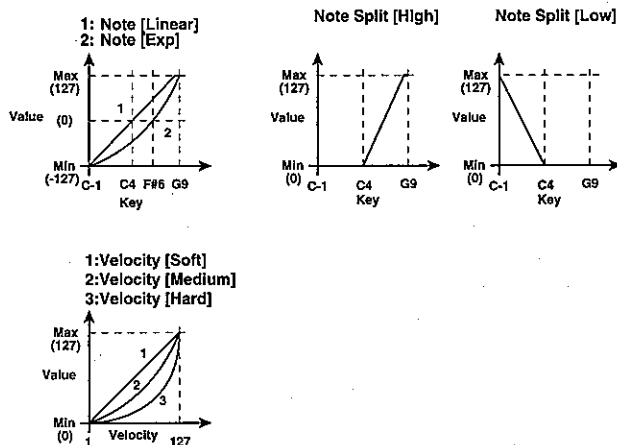 1: Note [Linear]
2: Note [Exp]
Max
(127)
Value
(0)
Min
(-127)
1
2
C-1
C4
F#6
G9
Key
Note Split [High]
Max
(127)
Value
Min
(0)
C-1
C4
G9
Key
Note Split [Low]
Max
(127)
Value
Min
(0)
C-1
C4
G9
Key
1:Velocity [Soft]
2:Velocity [Medium]
3:Velocity [Hard]
Max
(127)
Value
Min
(0)
1
2
3
1
Velocity
127